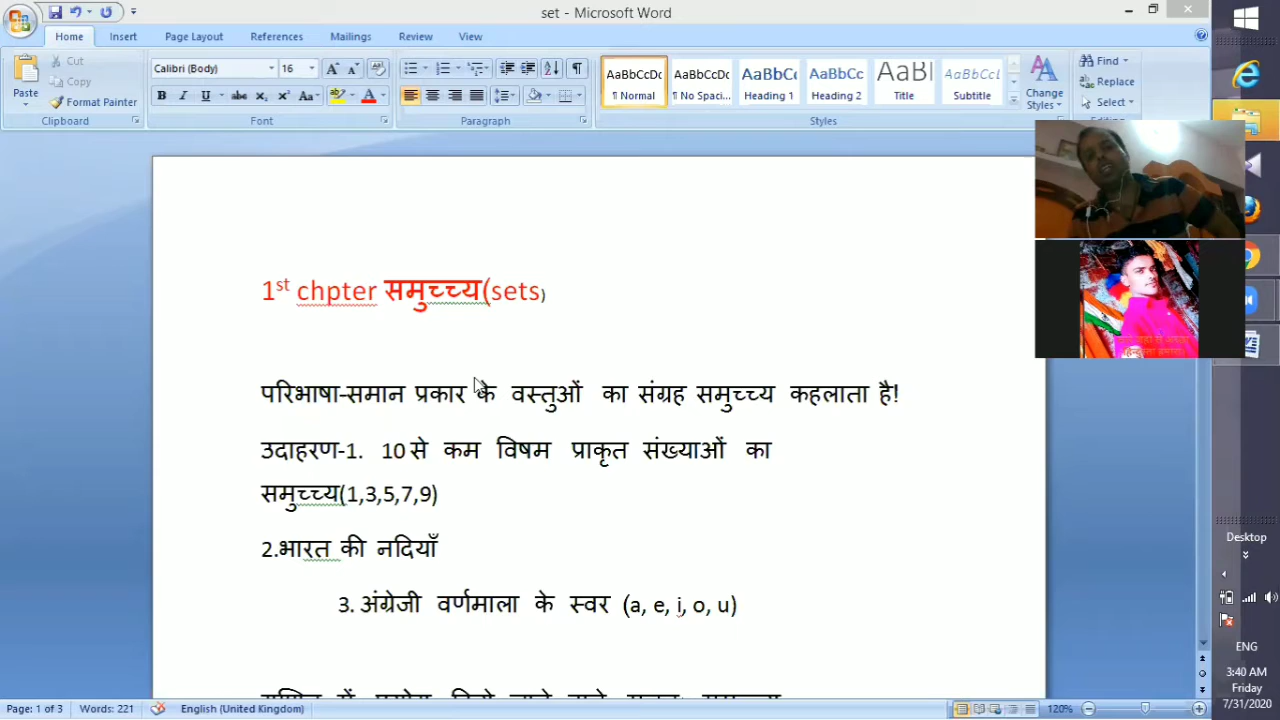 set - Microsoft Word
Home Insert Page Layout References Mailings Review View
Paste
Cut
Copy
Format Painter
Clipboard
Calibri (Body) 16
Font
Paragraph
AaBbCcDc AaBbCcDc AaBbCc AaBbCc AaBl AaBbCcL
¶ Normal ¶ No Spaci... Heading 1 Heading 2 Title Subtitle
Change Styles
Styles
Find
Replace
Select
1st chpter समुच्च्य(sets)
परिभाषा-समान प्रकार के वस्तुओं का संग्रह समुच्च्य कहलाता है!
उदाहरण-1. 10 से कम विषम प्राकृत संख्याओं का
समुच्च्य(1,3,5,7,9)
2.भारत की नदियाँ
3. अंग्रेजी वर्णमाला के स्वर (a, e, i, o, u)
Page: 1 of 3 Words: 221 English (United Kingdom) 120%
Desktop
ENG
3:40 AM
Friday
7/31/2020